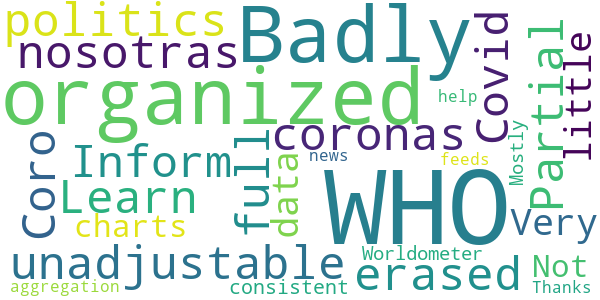 politics
Badly
nosotras
organized
help
Covid
Partial
little
Coro
Inform
full
coronas
news
feeds
Mostly
Learn
data
charts
WHO
Very
unadjustable
Worldometer
erased
Not
aggregation
consistent
Thanks